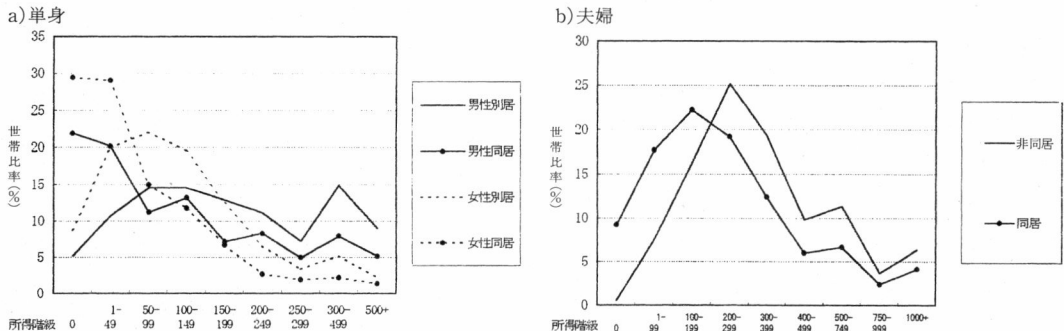 a)単身
35
30
25
20
15
10
5
0
世帯比率(%)
1- 50- 100- 150- 200- 250- 300- 500+
所得階級 0 49 99 149 199 249 299 499
男性別居
男性同居
女性別居
女性同居
b)夫婦
30
25
20
15
10
5
0
世帯比率(%)
1- 100- 200- 300- 400- 500- 750- 1000+
所得階級 0 99 199 299 399 499 749 999
非同居
同居